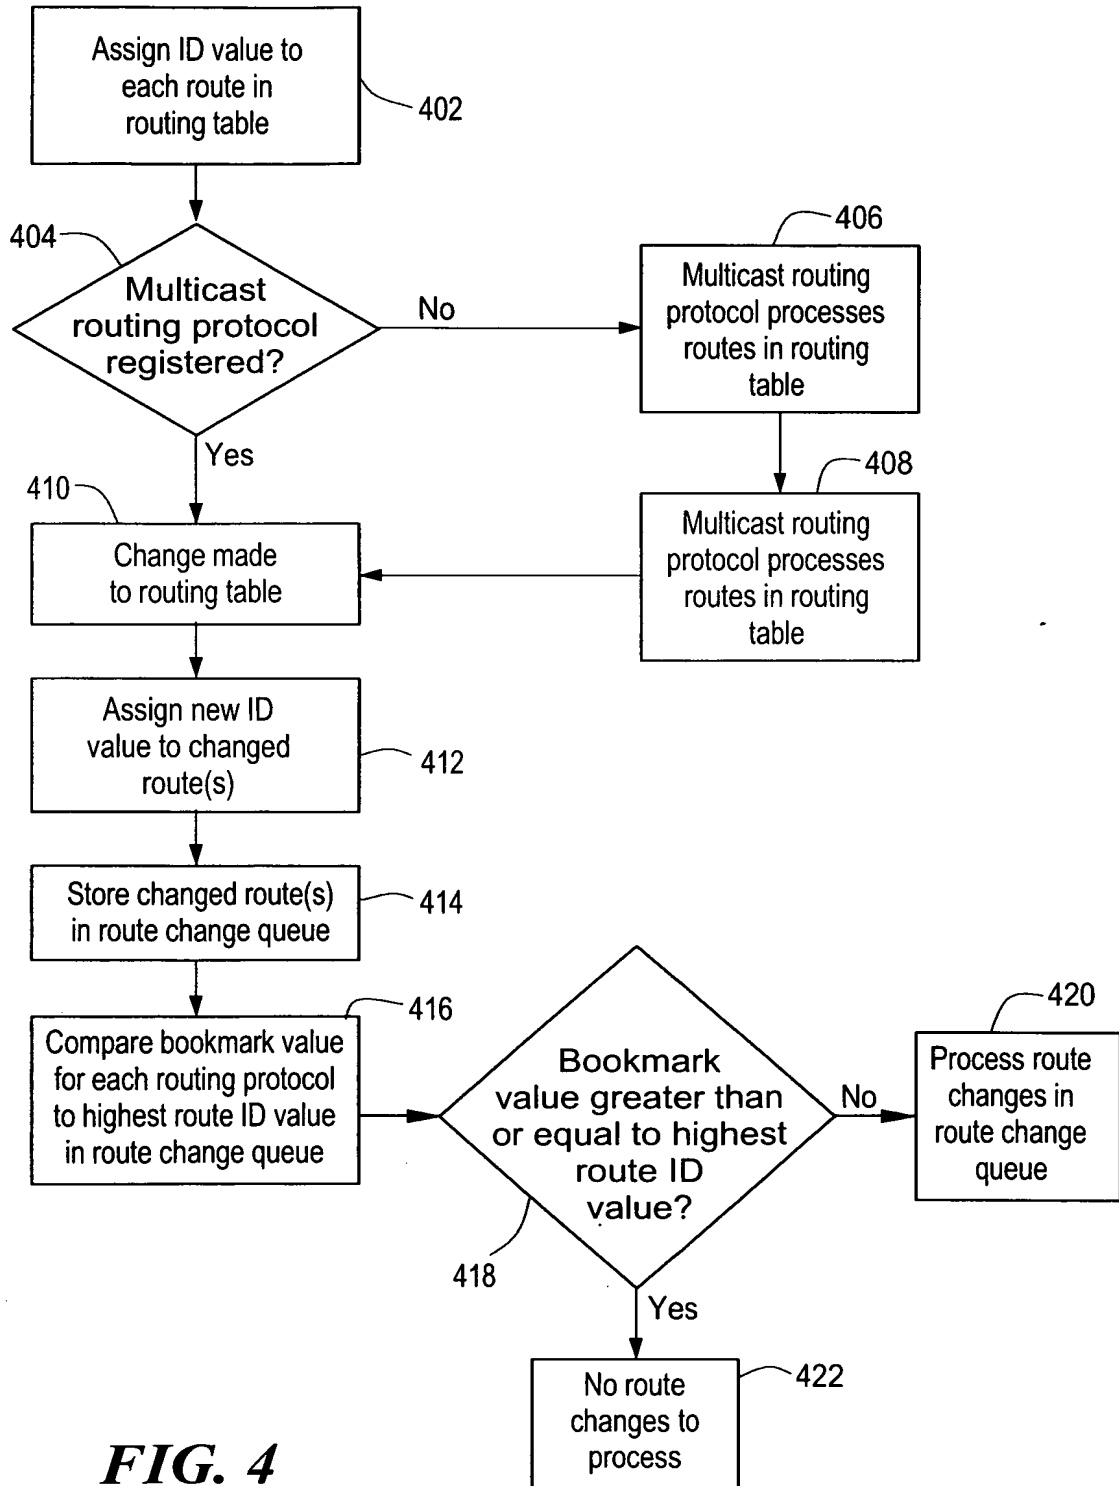 Assign ID value to
each route in
routing table
402
404
Multicast
routing protocol
registered?
No
406
Multicast routing
protocol processes
routes in routing
table
Yes
408
Multicast routing
protocol processes
routes in routing
table
410
Change made
to routing table
Assign new ID
value to changed
route(s)
412
Store changed route(s)
in route change queue
414
416
Compare bookmark value
for each routing protocol
to highest route ID value
in route change queue
Bookmark
value greater than
or equal to highest
route ID
value?
418
No
420
Process route
changes in
route change
queue
Yes
422
No route
changes to
process
FIG. 4